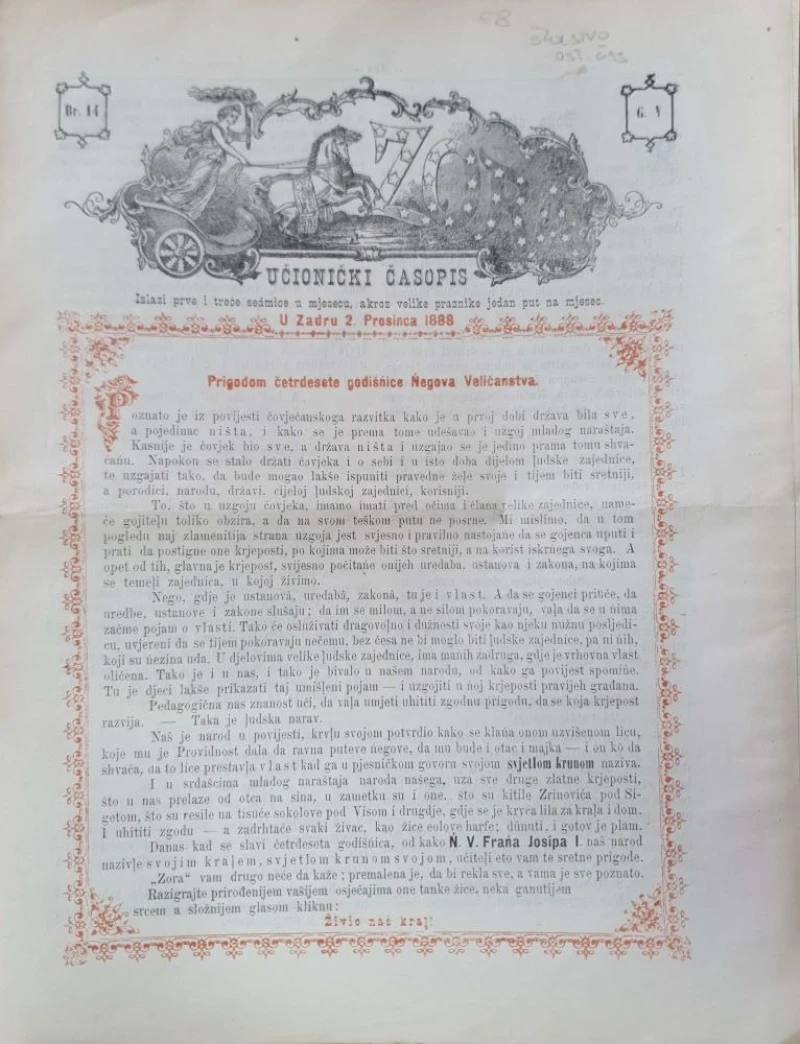 Br. 14
G. V
ZORA
UČIONIČKI ČASOPIS
Izlazi prve i treće sedmice u mjesecu, akroz velike praznike jedan put na mjesec.
U Zadru 2. Prosinca 1888
Prigodom četrdesete godišńice Ńegova Veličanstva.
Poznato je iz povijesti čovječanskoga razvitka kako je u prvoj dobi država bila sve,
a pojedinac ništa, i kako se je prema tome udešavao i uzgoj mladog naraštaja.
Kasnije je čovjek bio sve, a država ništa i uzgajao se je jedino prama tomu shva-
cańu. Napokon se stalo držati čovjeka i o sebi i u isto doba dijelom ľudske zajednice,
te uzgajati tako, da bude mogao lakše ispuniti pravedne žeļe svoje i tijem biti sretniji,
a porodici, narodu, državi, cijeloj ļudskoj zajednici, korisniji.
To, što u uzgoju čovjeka, imamo imati pred očima i člana velike zajednice, name-
će gojiteļu toliko obzira, a da na svom teškom putu ne posrne. Mi mislimo, da u tom
pogledu naj zlamenitija strana uzgoja jest svjesno i pravilno nastojańe da se gojenca uputi i
prati da postigne one krjeposti, po kojima može biti što sretniji, a na korist iskrńega svoga. A
opet od tih, glavna je krjepost, svijesno počitańe onijeh uredaba, ustanova i zakona, na kojima
se temeļi zajednica, u kojoj živimo.
Nego, gdje je ustanovâ, uredabâ, zakonâ, tu je i vlast. A da se gojenci priuče, da
uredbe, ustanove i zakone slušaju; da im se milom, a ne silom pokoravaju, vaļa da se u ńima
začme pojam o vlasti. Tako će osluživati dragovoļno i dužnosti svoje kao njeku nužnu posljedi-
cu, uvjereni da se tijem pokoravaju nečemu, bez česa ne bi moglo biti ļudske zajednice, pa ni ńih,
koji su ńezina uda. U djelovima velike ļudske zajednice, ima mańih zadruga, gdje je vrhovna vlast
oličena. Tako je i u nas, i tako je bivalo u našem narodu, od kako ga povijest spomińe.
Tu je djeci lakše prikazati taj umišļeni pojam — i uzgojiti u ńoj krjeposti pravijeh građana.
Pedagogična nas znanost uči, da vaļa umjeti uhititi zgodnu prigodu, da se koja krjepost
razvija. — Taka je ļudska narav.
Naš je narod u povijesti, krvļu svojom potvrdio kako se klańa onom uzvišenom licu,
koje mu je Providnost dala da ravna puteve ńegove, da mu bude i otac i majka — i on ko da
shvaća, da to lice prestavļa vlast kad ga u pjesničkom govoru svojom svjetlom krunom naziva.
I u srdašcima mladog naraštaja naroda našega, uza sve druge zlatne krjeposti,
što u nas prelaze od otca na sina, u zametku su i one, što su kitile Zrinovića pod Si-
getom, što su resile na tisuće sokolove pod Visom i drugdje, gdje se je krvca lila za kraļa i dom.
I uhititi zgodu — a zadrhtaće svaki živac, kao žice eolove harfe; dûnuti, i gotov je plam.
Danas kad se slavi četrdeseta godišńica, od kako Ń. V. Frańa Josipa I. naš narod
nazivļe svojim kraļem, svjetlom krunom svojom, učiteļi eto vam te sretne prigode.
„Zora“ vam drugo neće da kaže; premalena je, da bi rekla sve, a vama je sve poznato.
Razigrajte prirođenijem vašijem osjećajima one tanke žice, neka ganutijem
srcem a složnijem glasom kliknu:
Živio naš kraļ!